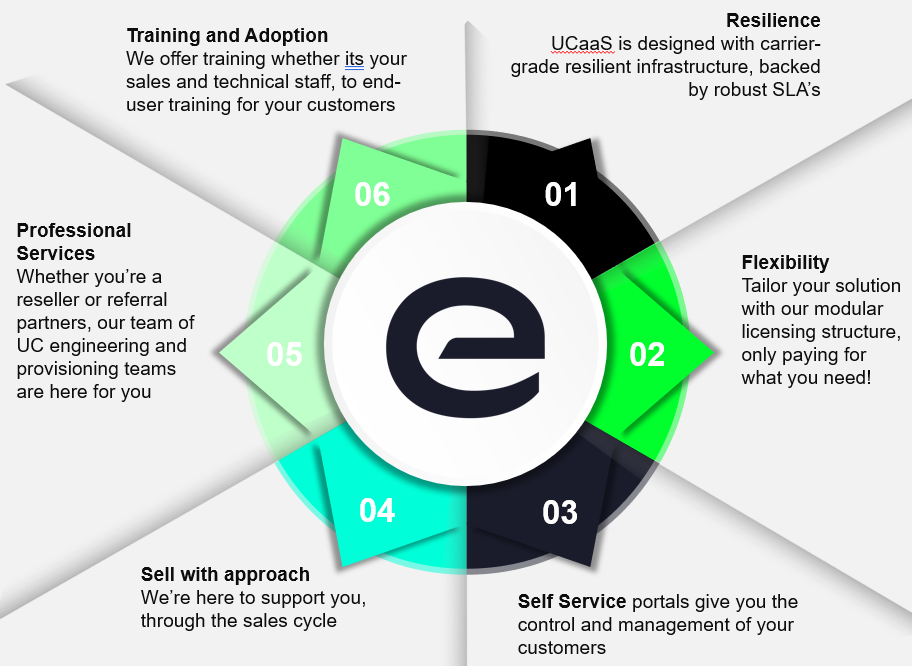 Resilience
UCaaS is designed with carrier-
grade resilient infrastructure, backed
by robust SLA’s
01
Flexibility
Tailor your solution
with our modular
licensing structure,
only paying for
what you need!
02
Self Service portals give you the
control and management of your
customers
03
Sell with approach
We’re here to support you,
through the sales cycle
04
Professional
Services
Whether you’re a
reseller or referral
partners, our team of
UC engineering and
provisioning teams
are here for you
05
Training and Adoption
We offer training whether its your
sales and technical staff, to end-
user training for your customers
06
e